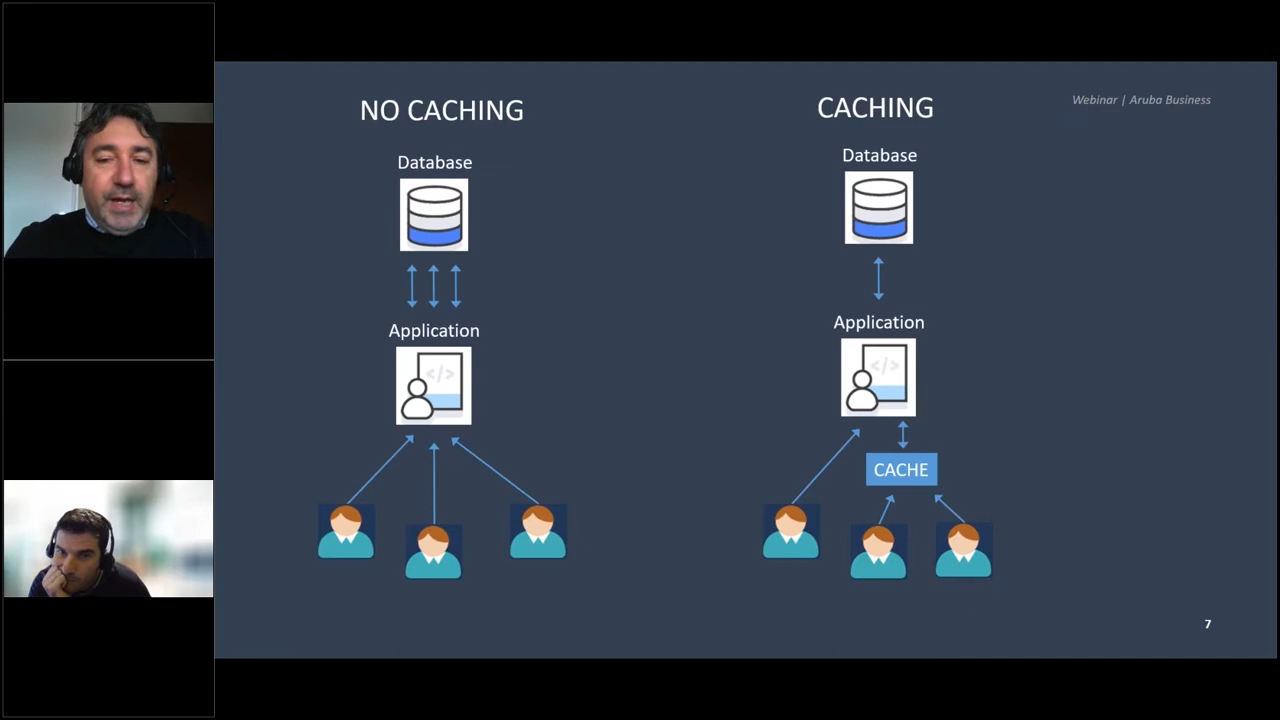 NO CACHING
Database
Application
CACHING
Webinar | Aruba Business
Database
Application
CACHE
7